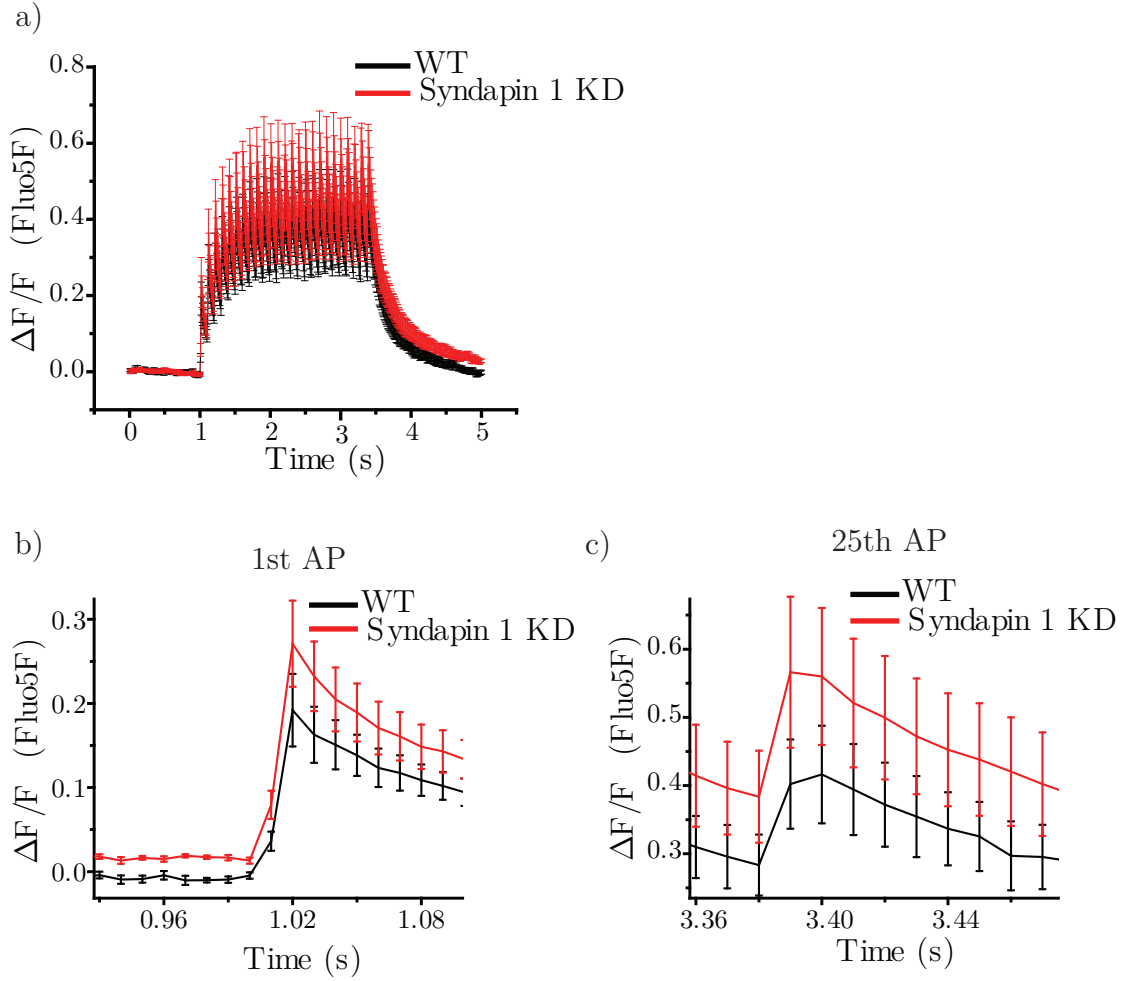 a)
WT
Syndapin 1 KD
0.8
0.6
0.4
0.2
0.0
ΔF/F (Fluo5F)
0 1 2 3 4 5
Time (s)
b)
1st AP
WT
Syndapin 1 KD
0.3
0.2
0.1
0.0
ΔF/F (Fluo5F)
0.96 1.02 1.08
Time (s)
c)
25th AP
WT
Syndapin 1 KD
0.6
0.5
0.4
0.3
ΔF/F (Fluo5F)
3.36 3.40 3.44
Time (s)